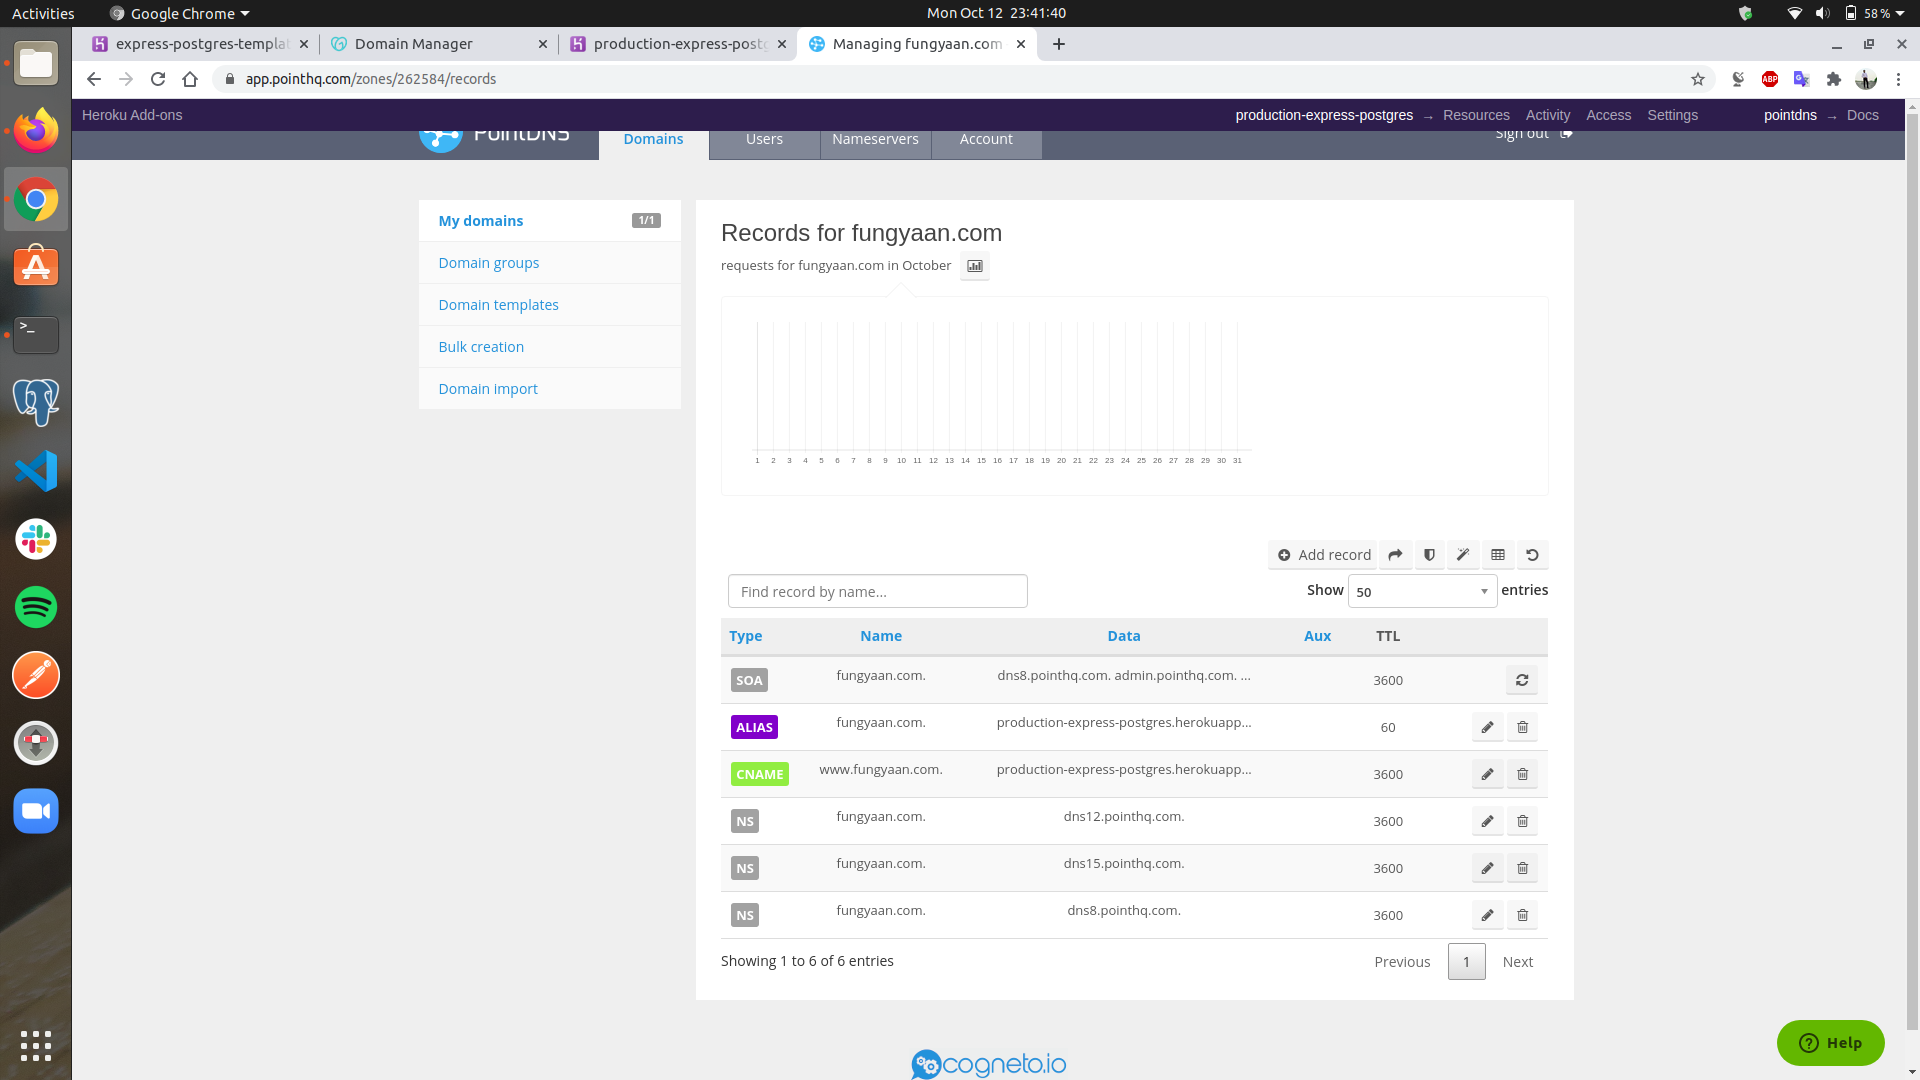 Activities
Google Chrome
Mon Oct 12 23:41:40
58 %
express-postgres-templat
Domain Manager
production-express-postg
Managing fungyaan.com
app.pointhq.com/zones/262584/records
ABP
Heroku Add-ons
production-express-postgres → Resources Activity Access Settings
pointdns → Docs
PointDNS
Domains
Users
Nameservers
Account
Sign out
My domains 1/1
Domain groups
Domain templates
Bulk creation
Domain import
Records for fungyaan.com
requests for fungyaan.com in October
1 2 3 4 5 6 7 8 9 10 11 12 13 14 15 16 17 18 19 20 21 22 23 24 25 26 27 28 29 30 31
Add record
Find record by name...
Show 50 entries
Type Name Data Aux TTL
SOA fungyaan.com. dns8.pointhq.com. admin.pointhq.com. ... 3600
ALIAS fungyaan.com. production-express-postgres.herokuapp... 60
CNAME www.fungyaan.com. production-express-postgres.herokuapp... 3600
NS fungyaan.com. dns12.pointhq.com. 3600
NS fungyaan.com. dns15.pointhq.com. 3600
NS fungyaan.com. dns8.pointhq.com. 3600
Showing 1 to 6 of 6 entries
Previous 1 Next
cogneto.io
? Help